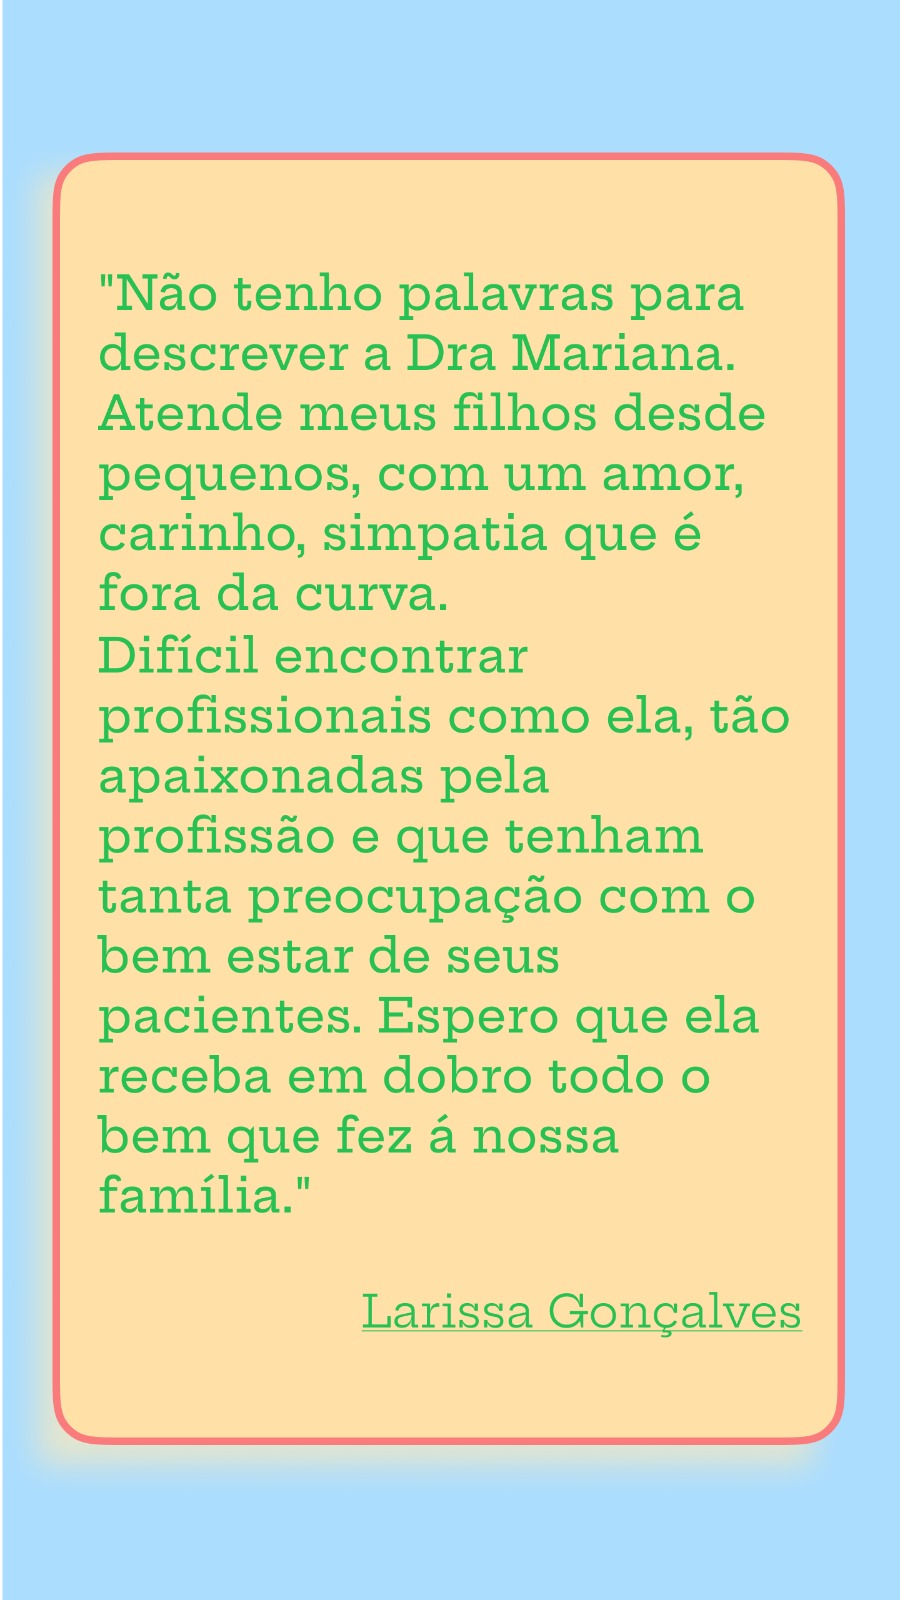 "Não tenho palavras para
descrever a Dra Mariana.
Atende meus filhos desde
pequenos, com um amor,
carinho, simpatia que é
fora da curva.
Difícil encontrar
profissionais como ela, tão
apaixonadas pela
profissão e que tenham
tanta preocupação com o
bem estar de seus
pacientes. Espero que ela
receba em dobro todo o
bem que fez á nossa
família."
Larissa Gonçalves